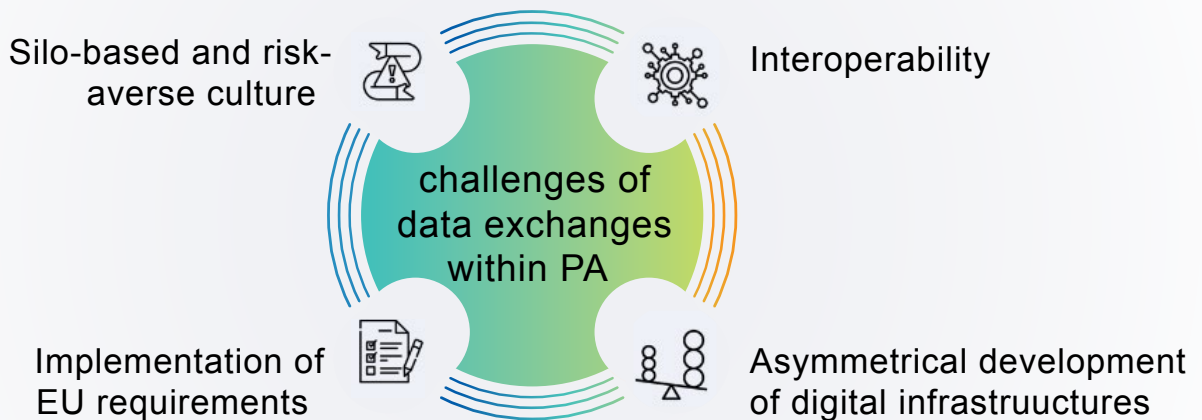 Silo-based and risk-
averse culture
Interoperability
challenges of
data exchanges
within PA
Implementation of
EU requirements
Asymmetrical development
of digital infrastruuctures